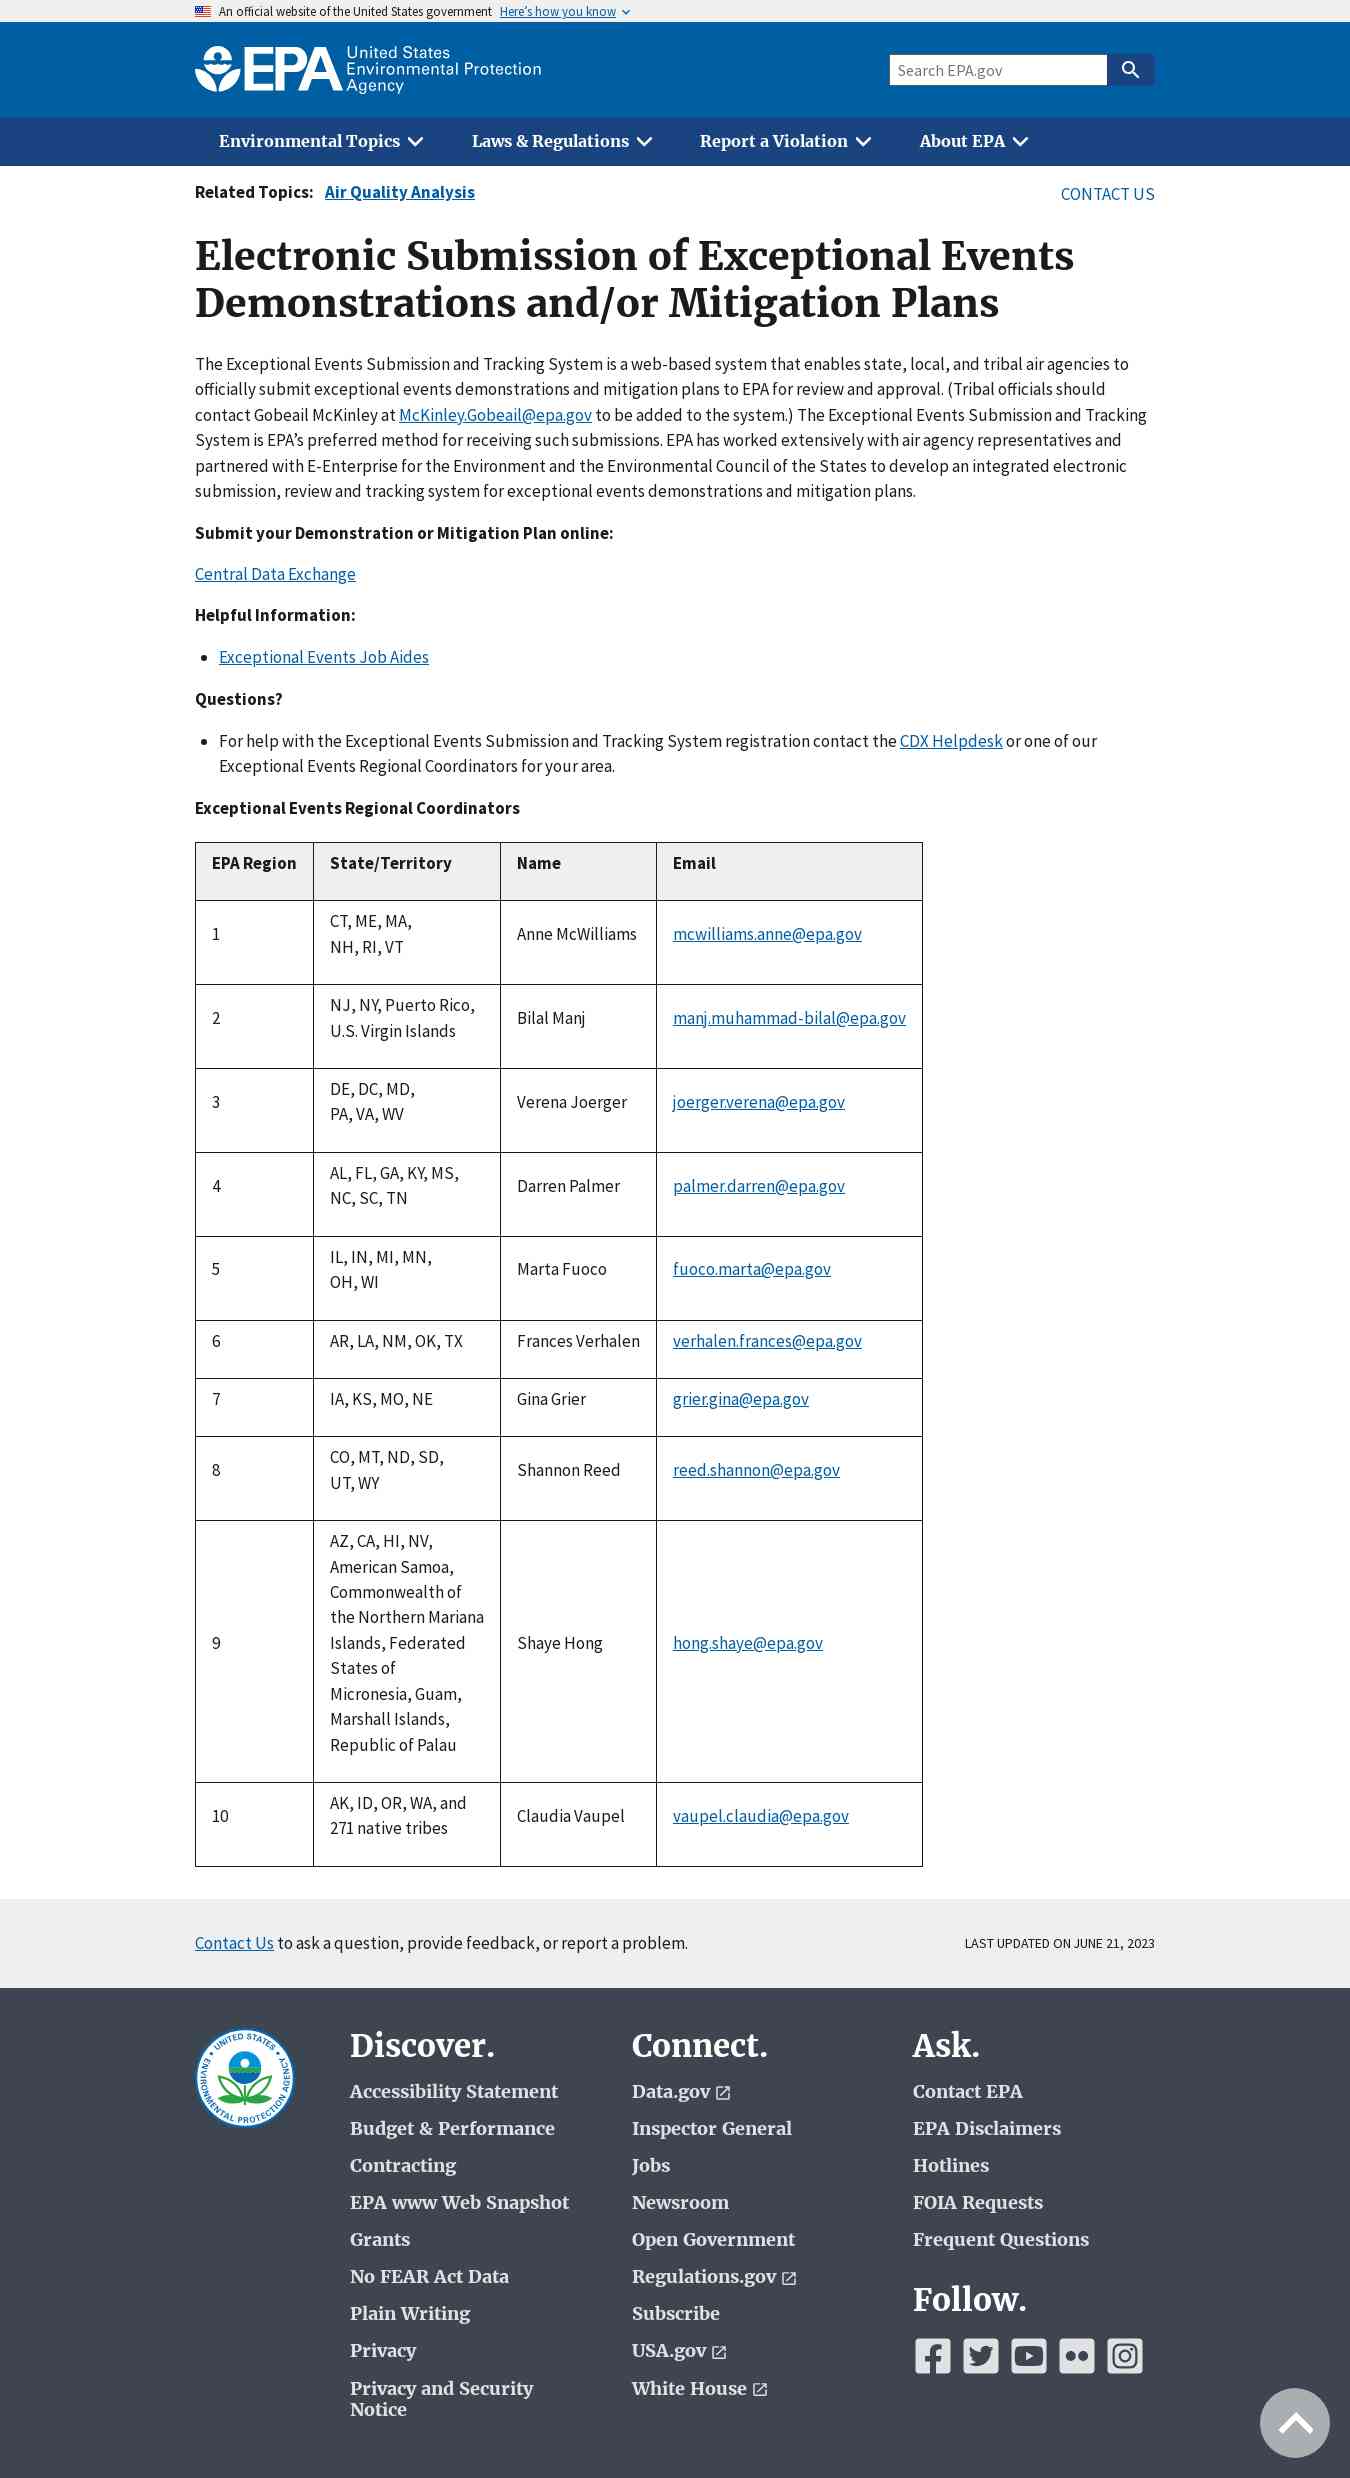 An official website of the United States government Here's how you know
EPA United States
Environmental Protection
Agency
Search EPA.gov
Environmental Topics Laws & Regulations Report a Violation About EPA
Related Topics: Air Quality Analysis
CONTACT US
Electronic Submission of Exceptional Events
Demonstrations and/or Mitigation Plans
The Exceptional Events Submission and Tracking System is a web-based system that enables state, local, and tribal air agencies to
officially submit exceptional events demonstrations and mitigation plans to EPA for review and approval. (Tribal officials should
contact Gobeail McKinley at McKinley.Gobeail@epa.gov to be added to the system.) The Exceptional Events Submission and Tracking
System is EPA’s preferred method for receiving such submissions. EPA has worked extensively with air agency representatives and
partnered with E-Enterprise for the Environment and the Environmental Council of the States to develop an integrated electronic
submission, review and tracking system for exceptional events demonstrations and mitigation plans.
Submit your Demonstration or Mitigation Plan online:
Central Data Exchange
Helpful Information:
Exceptional Events Job Aides
Questions?
For help with the Exceptional Events Submission and Tracking System registration contact the CDX Helpdesk or one of our
Exceptional Events Regional Coordinators for your area.
Exceptional Events Regional Coordinators
EPA Region State/Territory Name Email
1
CT, ME, MA,
NH, RI, VT
Anne McWilliams
mcwilliams.anne@epa.gov
2
NJ, NY, Puerto Rico,
U.S. Virgin Islands
Bilal Manj
manj.muhammad-bilal@epa.gov
3
DE, DC, MD,
PA, VA, WV
Verena Joerger
joerger.verena@epa.gov
4
AL, FL, GA, KY, MS,
NC, SC, TN
Darren Palmer
palmer.darren@epa.gov
5
IL, IN, MI, MN,
OH, WI
Marta Fuoco
fuoco.marta@epa.gov
6
AR, LA, NM, OK, TX
Frances Verhalen
verhalen.frances@epa.gov
7
IA, KS, MO, NE
Gina Grier
grier.gina@epa.gov
8
CO, MT, ND, SD,
UT, WY
Shannon Reed
reed.shannon@epa.gov
9
AZ, CA, HI, NV,
American Samoa,
Commonwealth of
the Northern Mariana
Islands, Federated
States of
Micronesia, Guam,
Marshall Islands,
Republic of Palau
Shaye Hong
hong.shaye@epa.gov
10
AK, ID, OR, WA, and
271 native tribes
Claudia Vaupel
vaupel.claudia@epa.gov
Contact Us to ask a question, provide feedback, or report a problem.
LAST UPDATED ON JUNE 21, 2023
UNITED STATES ENVIRONMENTAL PROTECTION AGENCY
Discover.
Accessibility Statement
Budget & Performance
Contracting
EPA www Web Snapshot
Grants
No FEAR Act Data
Plain Writing
Privacy
Privacy and Security
Notice
Connect.
Data.gov
Inspector General
Jobs
Newsroom
Open Government
Regulations.gov
Subscribe
USA.gov
White House
Ask.
Contact EPA
EPA Disclaimers
Hotlines
FOIA Requests
Frequent Questions
Follow.